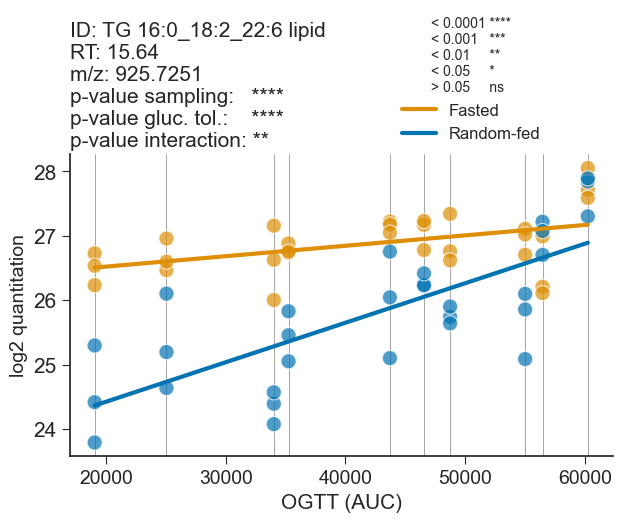 ID: TG 16:0_18:2_22:6 lipid
RT: 15.64
m/z: 925.7251
p-value sampling: ****
p-value gluc. tol.: ****
p-value interaction: **
< 0.0001 ****
< 0.001 ***
< 0.01 **
< 0.05 *
> 0.05 ns
Fasted
Random-fed
28
27
26
25
24
log2 quantitation
20000 30000 40000 50000 60000
OGTT (AUC)